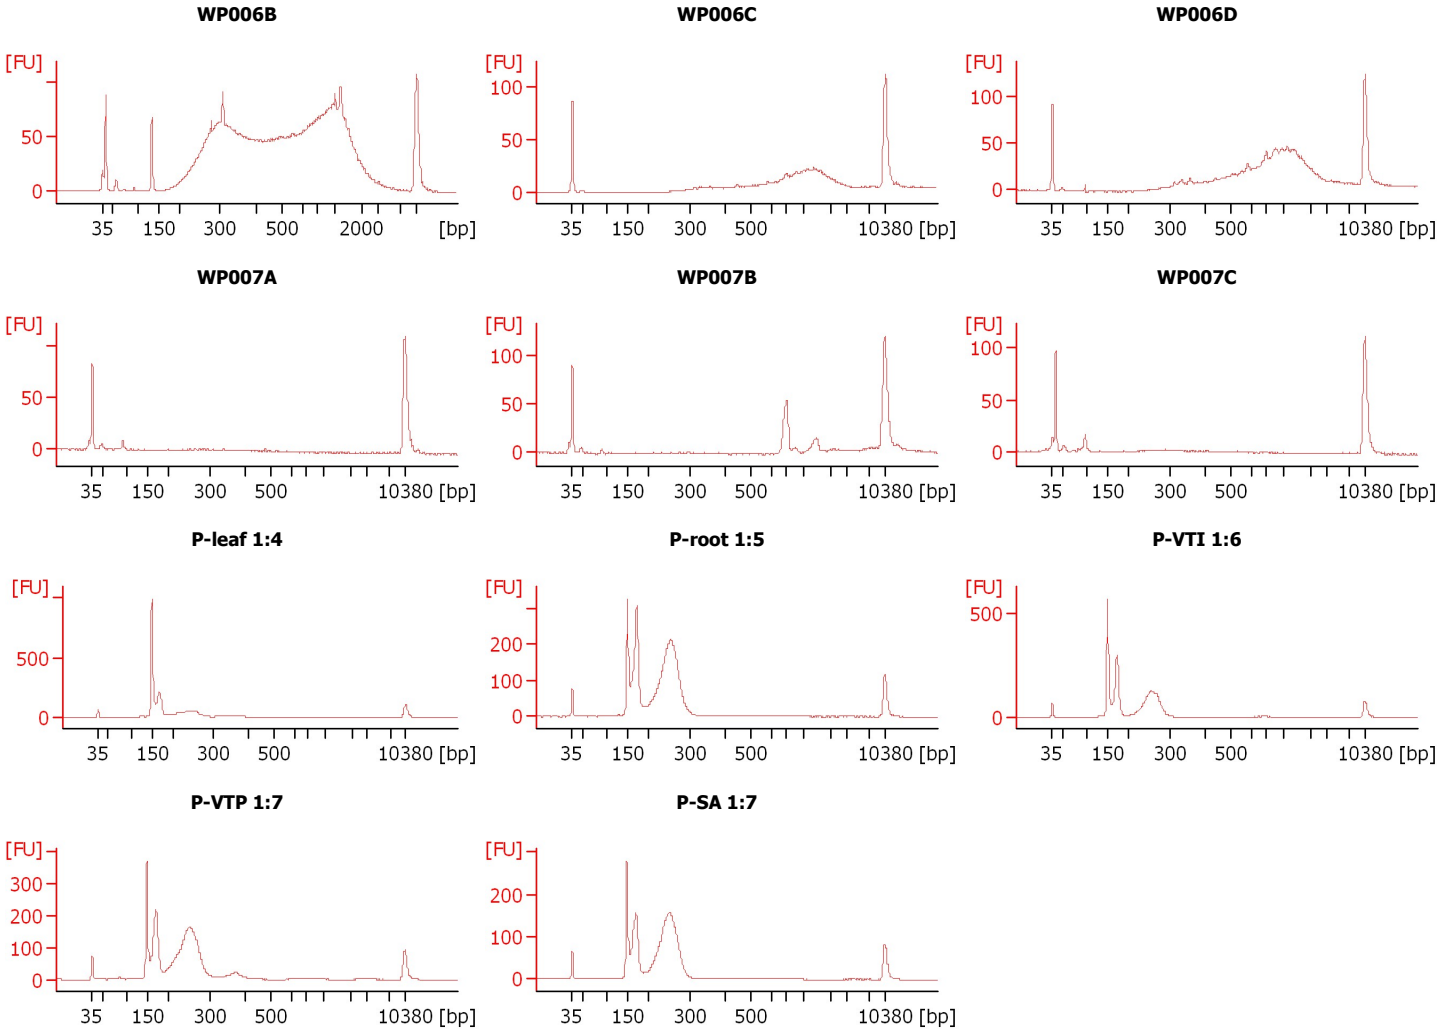 WP006B WP006C WP006D
[FU] [FU] [FU]
100 100
50 50 50
0 0 0
35 150 300 500 2000 [bp] 35 150 300 500 10380 [bp] 35 150 300 500 10380 [bp]
WP007A WP007B WP007C
[FU] [FU] [FU]
100 100
50 50 50
0 0 0
35 150 300 500 10380 [bp] 35 150 300 500 10380 [bp] 35 150 300 500 10380 [bp]
P-leaf 1:4 P-root 1:5 P-VTI 1:6
[FU] [FU] [FU]
500 200 500
100
0 0 0
35 150 300 500 10380 [bp] 35 150 300 500 10380 [bp] 35 150 300 500 10380 [bp]
P-VTP 1:7 P-SA 1:7
[FU] [FU]
300 200
200 100
100
0 0
35 150 300 500 10380 [bp] 35 150 300 500 10380 [bp]